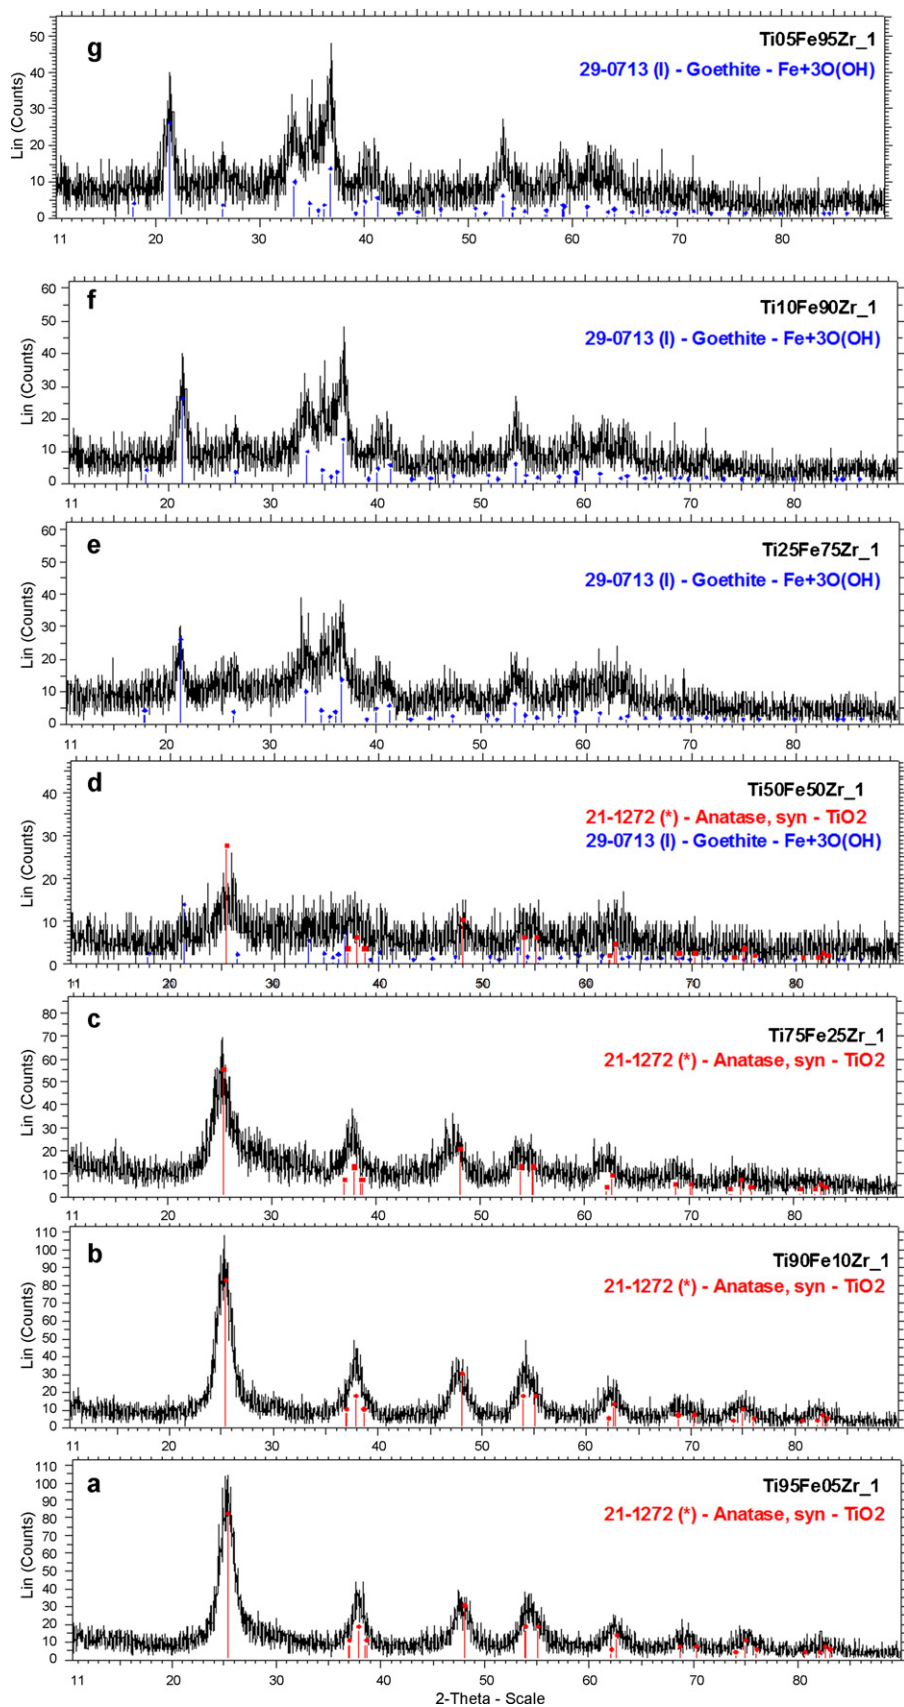 g
Ti05Fe95Zr_1
29-0713 (I) - Goethite - Fe+3O(OH)
Lin (Counts)
50
40
30
20
10
0
11 20 30 40 50 60 70 80
f
Ti10Fe90Zr_1
29-0713 (I) - Goethite - Fe+3O(OH)
Lin (Counts)
60
50
40
30
20
10
0
11 20 30 40 50 60 70 80
e
Ti25Fe75Zr_1
29-0713 (I) - Goethite - Fe+3O(OH)
Lin (Counts)
60
50
40
30
20
10
0
11 20 30 40 50 60 70 80
d
Ti50Fe50Zr_1
21-1272 (*) - Anatase, syn - TiO2
29-0713 (I) - Goethite - Fe+3O(OH)
Lin (Counts)
40
30
20
10
0
11 20 30 40 50 60 70 80
c
Ti75Fe25Zr_1
21-1272 (*) - Anatase, syn - TiO2
Lin (Counts)
80
70
60
50
40
30
20
10
0
11 20 30 40 50 60 70 80
b
Ti90Fe10Zr_1
21-1272 (*) - Anatase, syn - TiO2
Lin (Counts)
110
100
90
80
70
60
50
40
30
20
10
0
11 20 30 40 50 60 70 80
a
Ti95Fe05Zr_1
21-1272 (*) - Anatase, syn - TiO2
Lin (Counts)
110
100
90
80
70
60
50
40
30
20
10
0
11 20 30 40 50 60 70 80
2-Theta - Scale